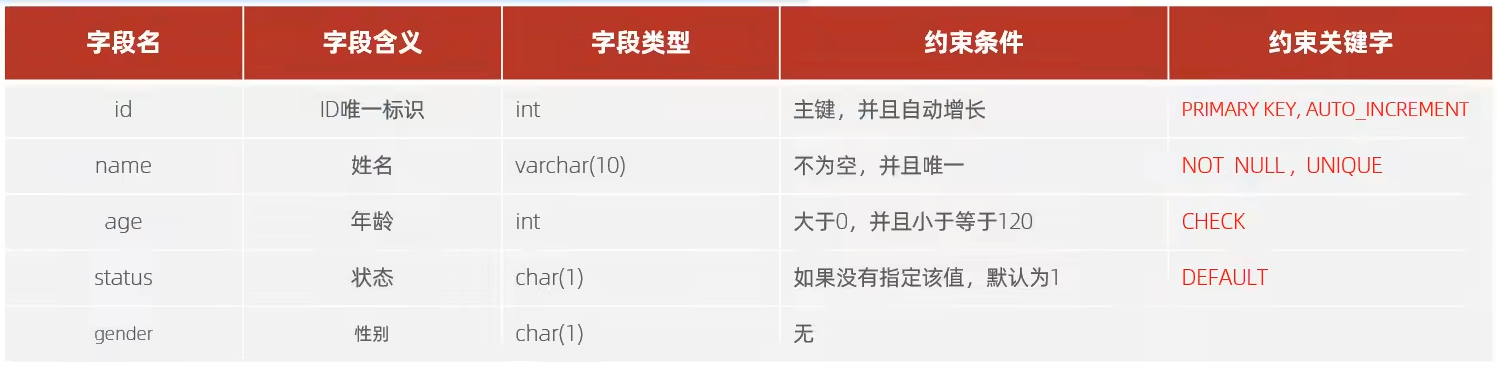 字段名 字段含义 字段类型 约束条件 约束关键字
id ID唯一标识 int 主键，并且自动增长 PRIMARY KEY, AUTO_INCREMENT
name 姓名 varchar(10) 不为空，并且唯一 NOT NULL , UNIQUE
age 年龄 int 大于0，并且小于等于120 CHECK
status 状态 char(1) 如果没有指定该值，默认为1 DEFAULT
gender 性别 char(1) 无